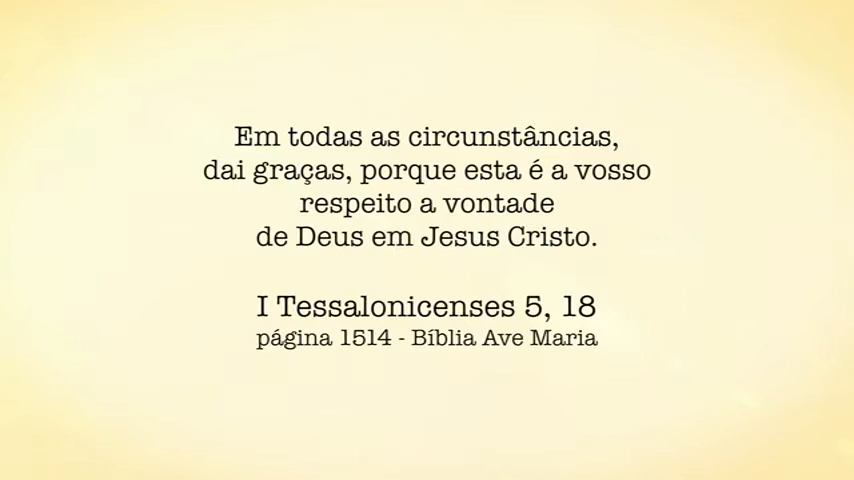 Em todas as circunstâncias,
dai graças, porque esta é a vosso
respeito a vontade
de Deus em Jesus Cristo.
I Tessalonicenses 5, 18
página 1514 - Bíblia Ave Maria